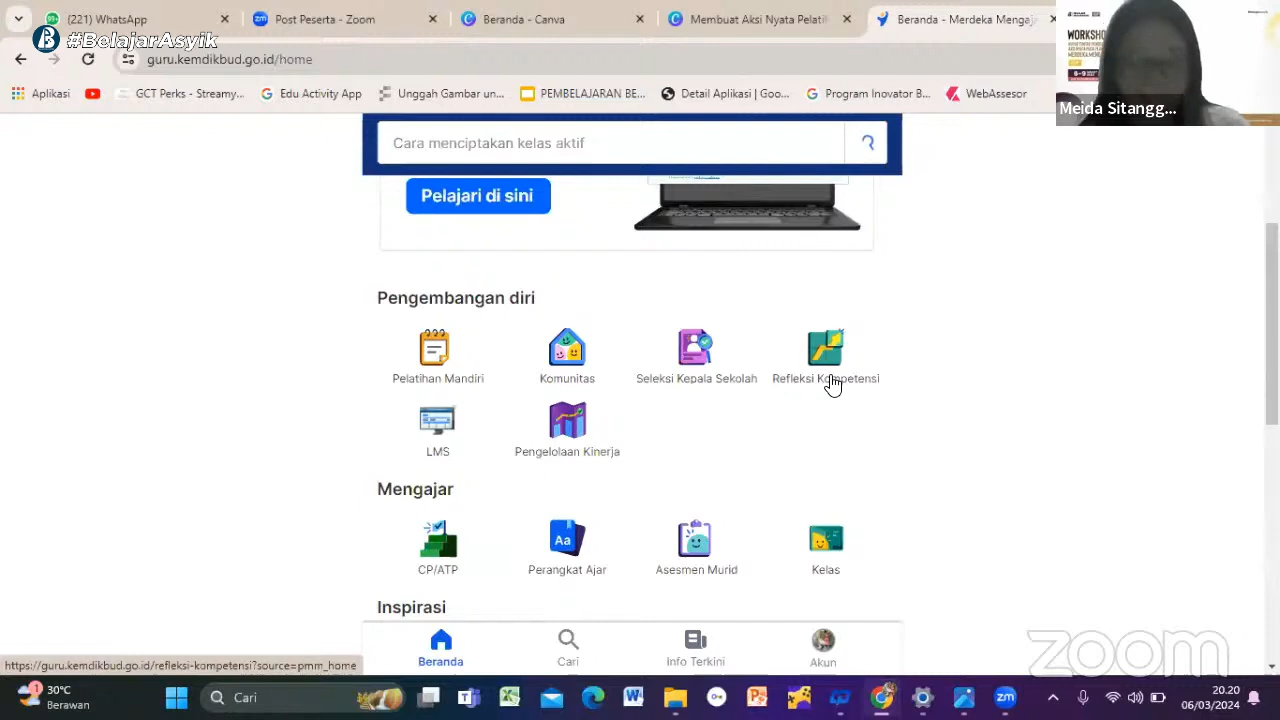 (221) WhatsApp
Post Peserta - Zoom
Beranda - Canva
Membuat Aksi Nyata Pelati
Beranda - Merdeka Mengaj
#BelajarAsyik
guru.kemdikbud.go.id/home
Aplikasi
GCT Perks - Dynamy...
Edu Activity App
Unggah Gambar un...
PEMBELAJARAN BE...
Detail Aplikasi | Goo...
Program Inovator B...
WebAssesor
WORKSHO
Meida Sitangg...
Cara menciptakan kelas aktif
Pelajari di sini
Pengembangan diri
Pelatihan Mandiri
Komunitas
Seleksi Kepala Sekolah
Refleksi Kompetensi
LMS
Pengelolaan Kinerja
Mengajar
CP/ATP
Perangkat Ajar
Asesmen Murid
Kelas
Inspirasi
Beranda
Cari
Info Terkini
Akun
https://guru.kemdikbud.go.id/refleksi-kompetensi?source=pmm_home
zoom
30°C
Berawan
Cari
20.20
06/03/2024